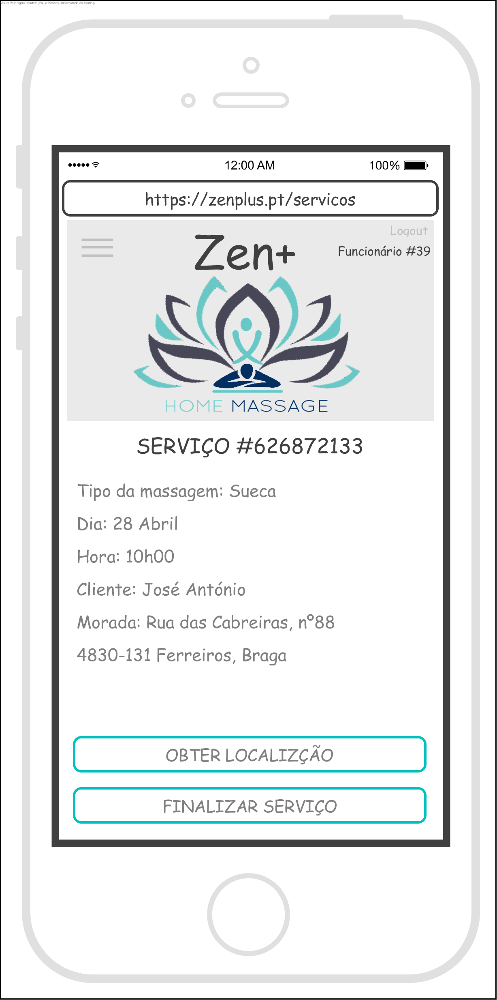 Visual Paradigm Standard(Paula Pereira(Universidade do Minho))
12:00 AM
100%
https://zenplus.pt/servicos
Logout
Zen+
Funcionário #39
HOME MASSAGE
SERVIÇO #626872133
Tipo da massagem: Sueca
Dia: 28 Abril
Hora: 10h00
Cliente: José António
Morada: Rua das Cabreiras, nº88
4830-131 Ferreiros, Braga
OBTER LOCALIZÇÃO
FINALIZAR SERVIÇO